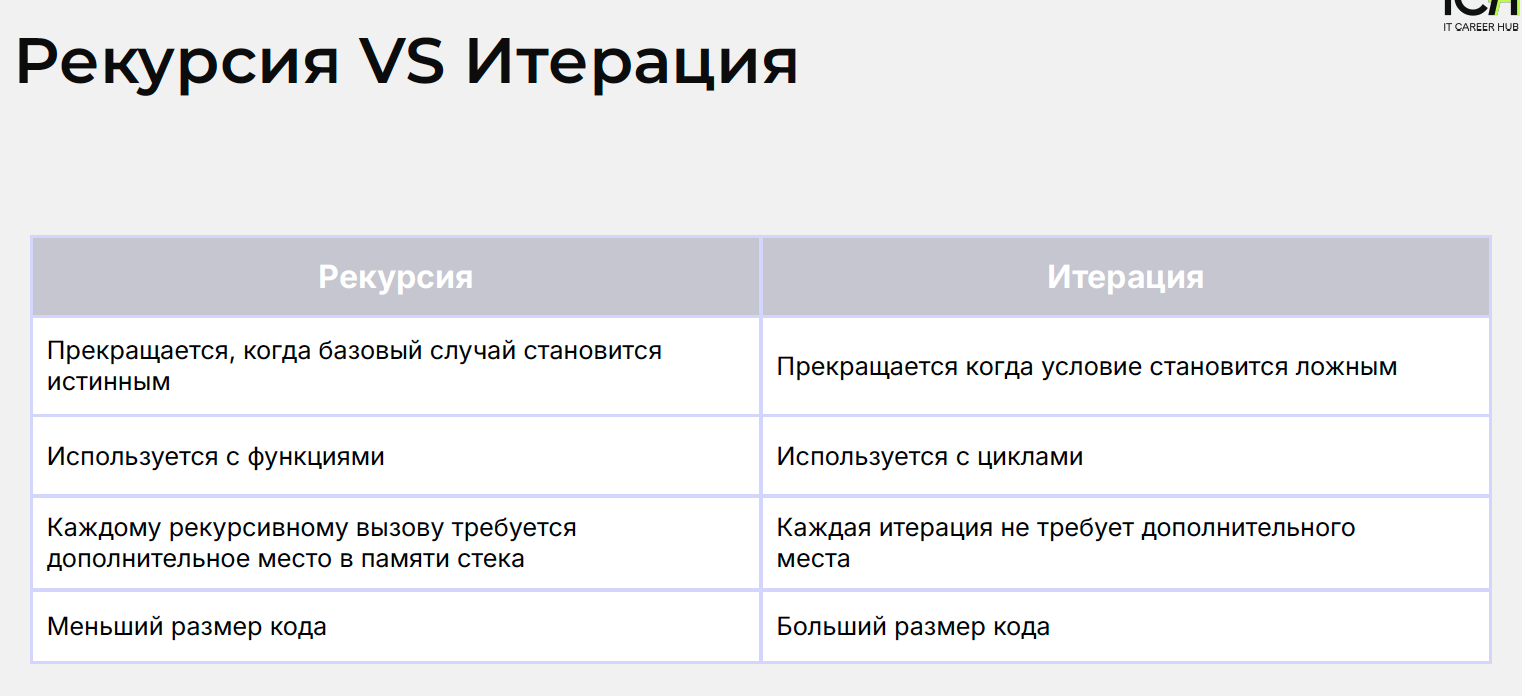 ICH
IT CAREER HUB
Рекурсия VS Итерация
Рекурсия
Итерация
Прекращается, когда базовый случай становится
истинным
Прекращается когда условие становится ложным
Используется с функциями
Используется с циклами
Каждому рекурсивному вызову требуется
дополнительное место в памяти стека
Каждая итерация не требует дополнительного
места
Меньший размер кода
Больший размер кода